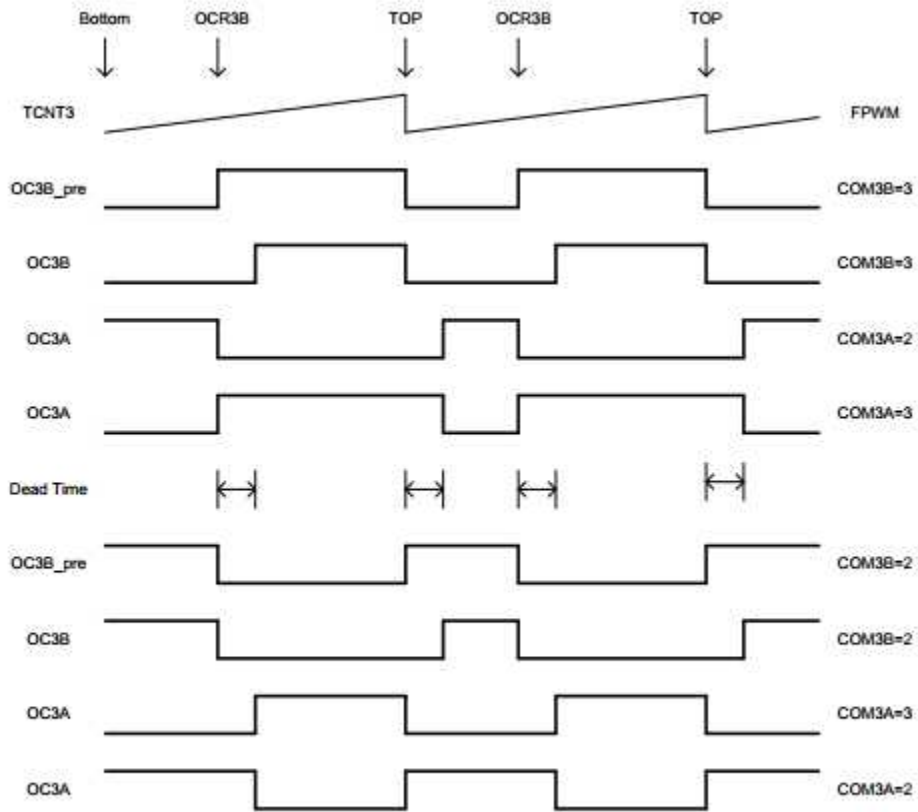 Bottom OCR3B TOP OCR3B TOP
TCNT3 FPWM
OC3B_pre COM3B=3
OC3B COM3B=3
OC3A COM3A=2
OC3A COM3A=3
Dead Time
OC3B_pre COM3B=2
OC3B COM3B=2
OC3A COM3A=3
OC3A COM3A=2